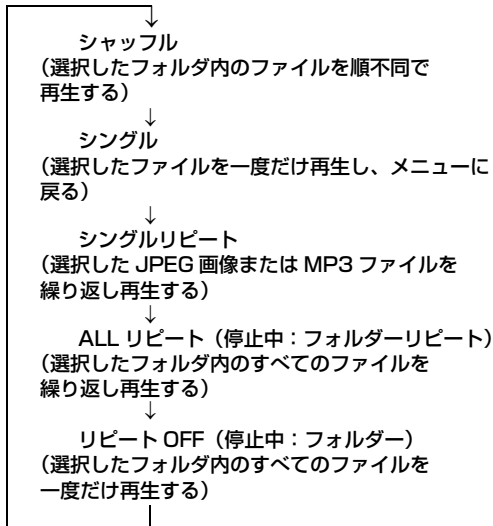 ↓
シャッフル
（選択したフォルダ内のファイルを順不同で
再生する）
↓
シングル
（選択したファイルを一度だけ再生し、メニューに
戻る）
↓
シングルリピート
（選択した JPEG 画像または MP3 ファイルを
繰り返し再生する）
↓
ALL リピート（停止中：フォルダーリピート）
（選択したフォルダ内のすべてのファイルを
繰り返し再生する）
↓
リピート OFF（停止中：フォルダー）
（選択したフォルダ内のすべてのファイルを
一度だけ再生する）